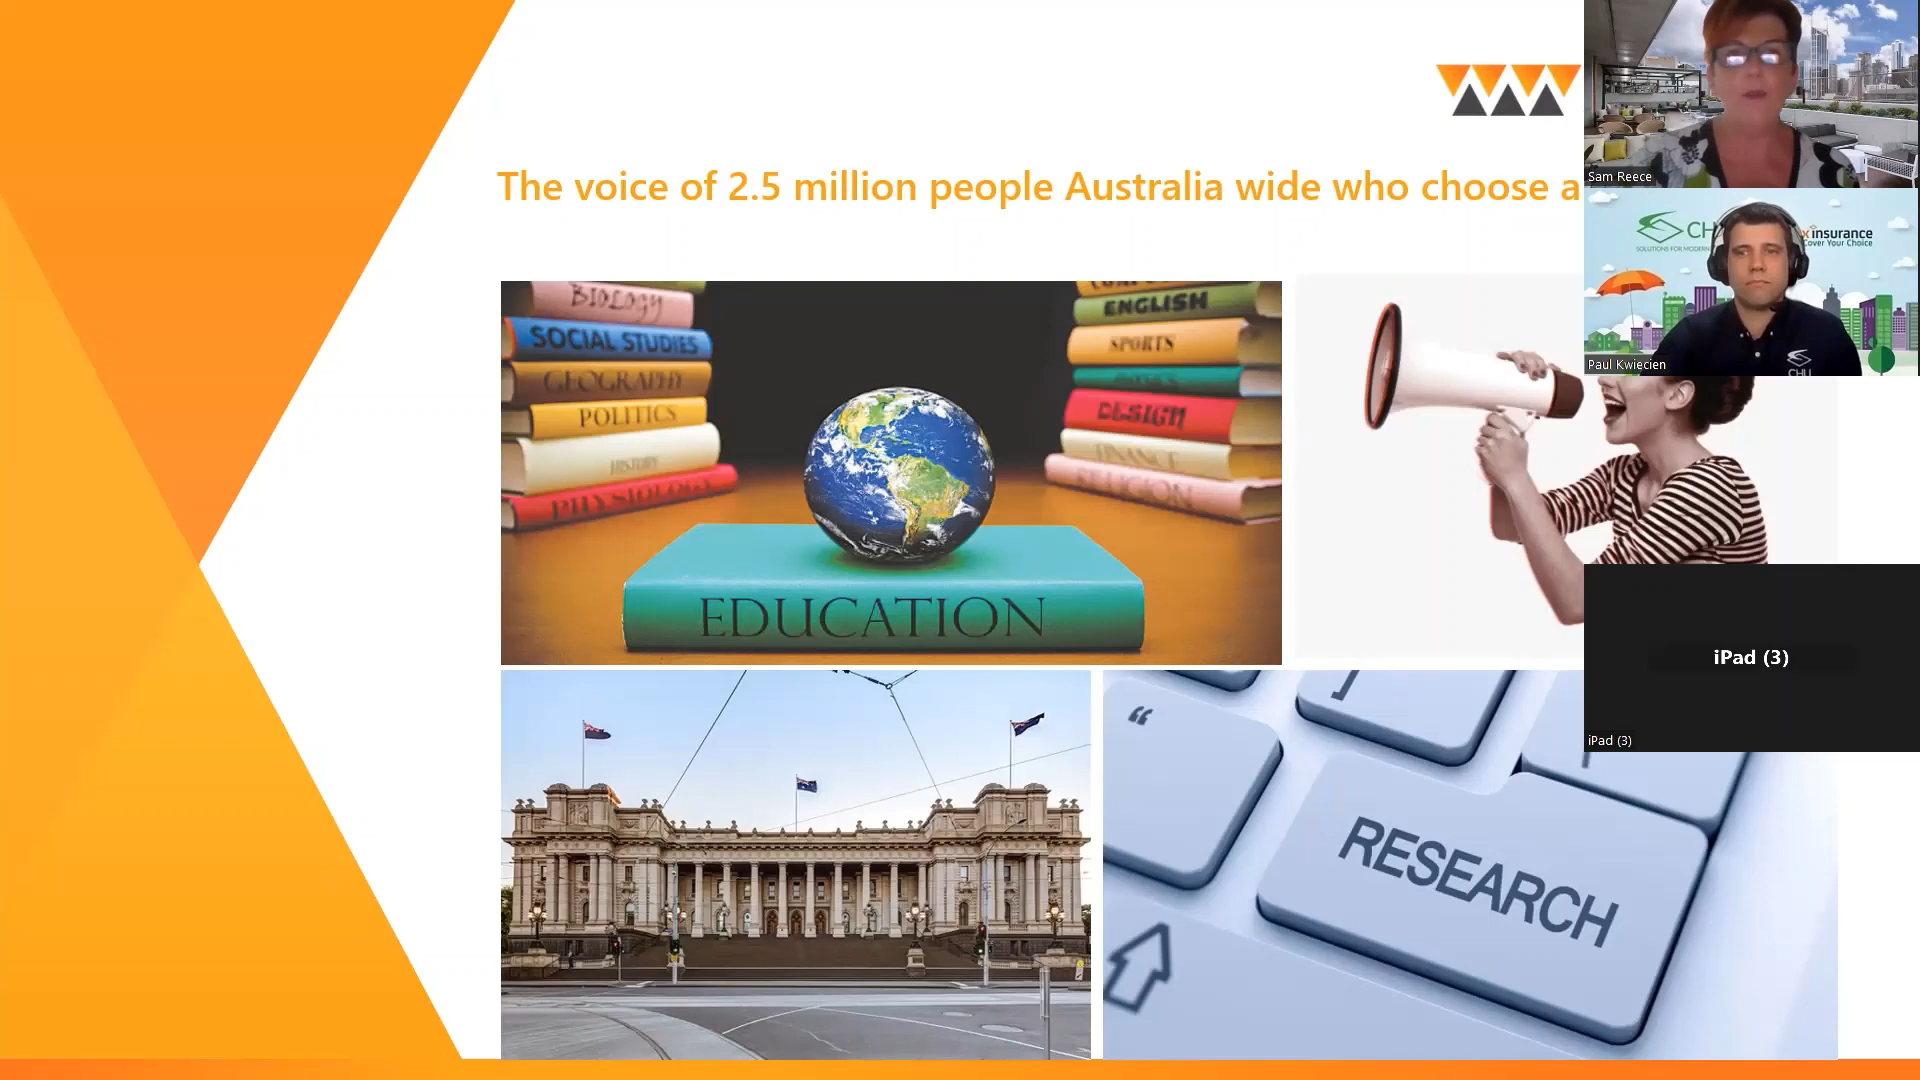 The voice of 2.5 million people Australia wide who choose a
Sam Reece
CH
SOLUTIONS FOR MODERN
x insurance
Cover Your Choice
CHU
Paul Kwiecien
BIOLOGY
SOCIAL STUDIES
GEOGRAPHY
POLITICS
HISTORY
PHYSIOLOGY
ENGLISH
SPORTS
PHYSICS
DESIGN
FINANCE
RELIGION
EDUCATION
iPad (3)
iPad (3)
“
]
RESEARCH